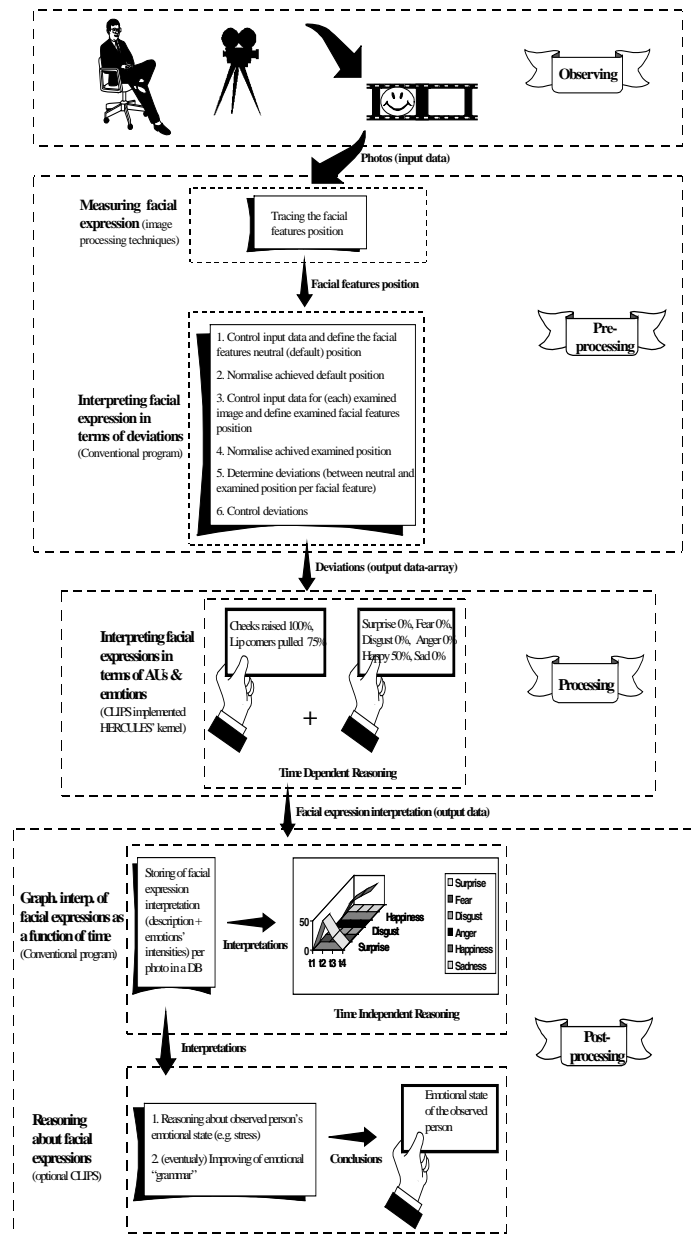 Observing
Photos (input data)
Measuring facial
expression (image
processing techniques)
Tracing the facial
features position
Facial features position
Pre-
processing
Interpreting facial
expression in
terms of deviations
(Conventional program)
1. Control input data and define the facial
features neutral (default) position
2. Normalise achieved default position
3. Control input data for (each) examined
image and define examined facial features
position
4. Normalise achived examined position
5. Determine deviations (between neutral and
examined position per facial feature)
6. Control deviations
Deviations (output data-array)
Interpreting facial
expressions in
terms of AUs &
emotions
(CLIPS implemented
HERCULES' kernel)
Cheeks raised 100%,
Lip corners pulled 75%
+
Surprise 0%, Fear 0%,
Disgust 0%, Anger 0%
Happy 50%, Sad 0%
Time Dependent Reasoning
Processing
Facial expression interpretation (output data)
Graph. interp. of
facial expressions as
a function of time
(Conventional program)
Storing of facial
expression
interpretation
(description +
emotions'
intensities) per
photo in a DB
Interpretations
50
0
t1 t2 t3 t4
Happiness
Disgust
Surprise
Surprise
Fear
Disgust
Anger
Happiness
Sadness
Time Independent Reasoning
Post-
processing
Interpretations
Reasoning
about facial
expressions
(optional CLIPS)
1. Reasoning about observed person's
emotional state (e.g. stress)
2. (eventualy) Improving of emotional
"grammar"
Conclusions
Emotional state
of the observed
person